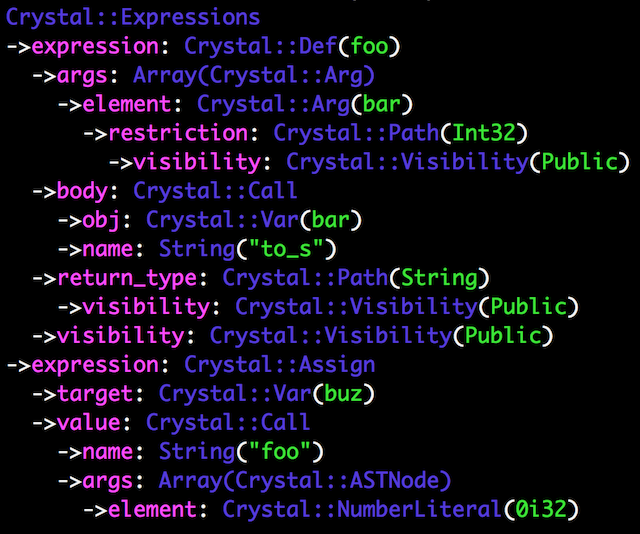 Crystal::Expressions
->expression: Crystal::Def(foo)
  ->args: Array(Crystal::Arg)
    ->element: Crystal::Arg(bar)
      ->restriction: Crystal::Path(Int32)
        ->visibility: Crystal::Visibility(Public)
  ->body: Crystal::Call
    ->obj: Crystal::Var(bar)
    ->name: String("to_s")
  ->return_type: Crystal::Path(String)
    ->visibility: Crystal::Visibility(Public)
  ->visibility: Crystal::Visibility(Public)
->expression: Crystal::Assign
  ->target: Crystal::Var(buz)
  ->value: Crystal::Call
    ->name: String("foo")
    ->args: Array(Crystal::ASTNode)
      ->element: Crystal::NumberLiteral(0i32)